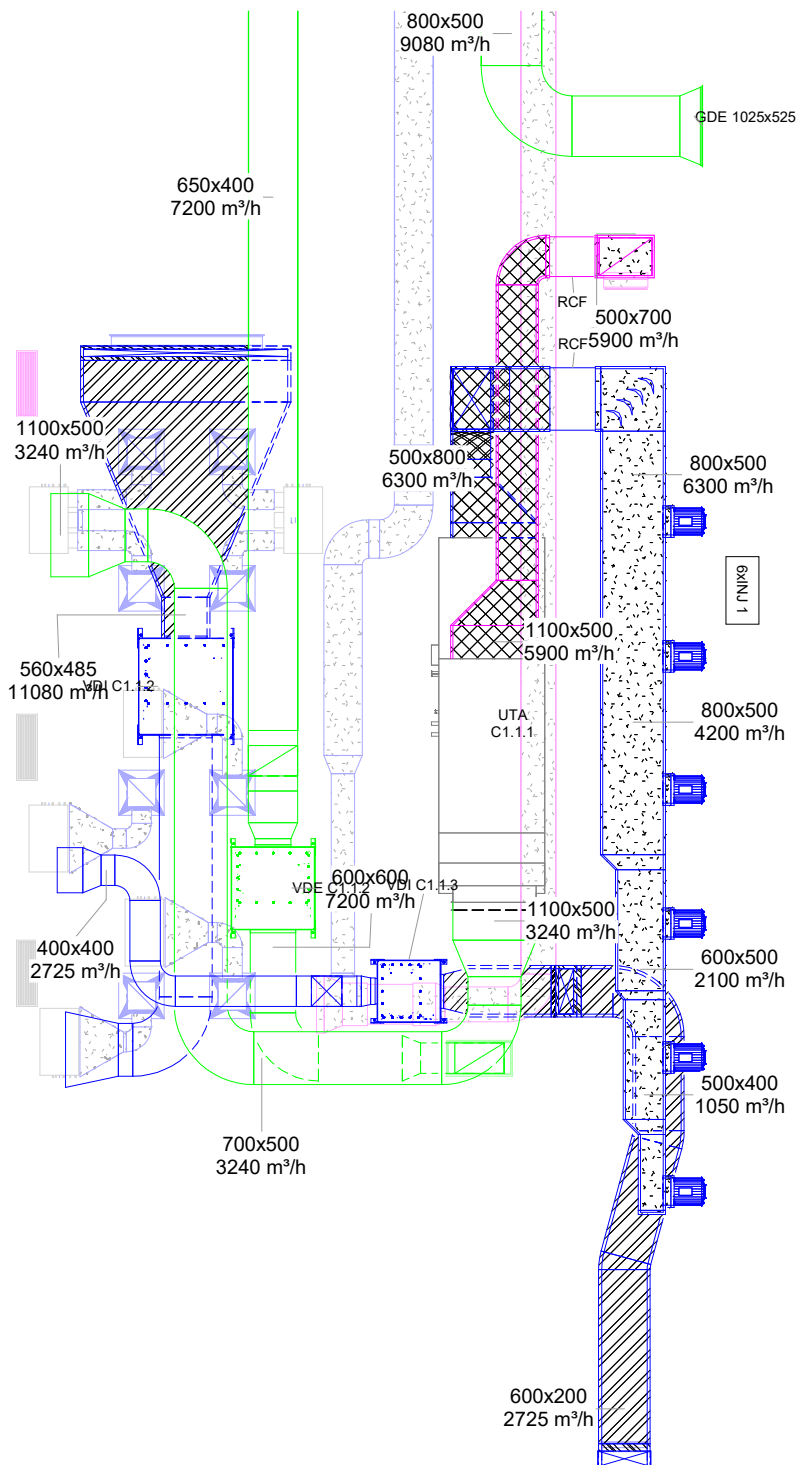 800x500
9080 m³/h
GDE 1025x525
650x400
7200 m³/h
RCF
500x700
5900 m³/h
RCF
1100x500
3240 m³/h
500x800
6300 m³/h
800x500
6300 m³/h
6xINJ 1
1100x500
5900 m³/h
560x485
11080 m³/h
VDI C1.1.2
UTA
C1.1.1
800x500
4200 m³/h
600x600
7200 m³/h
VDE C1.1.2
VDI C1.1.3
1100x500
3240 m³/h
400x400
2725 m³/h
600x500
2100 m³/h
500x400
1050 m³/h
700x500
3240 m³/h
600x200
2725 m³/h